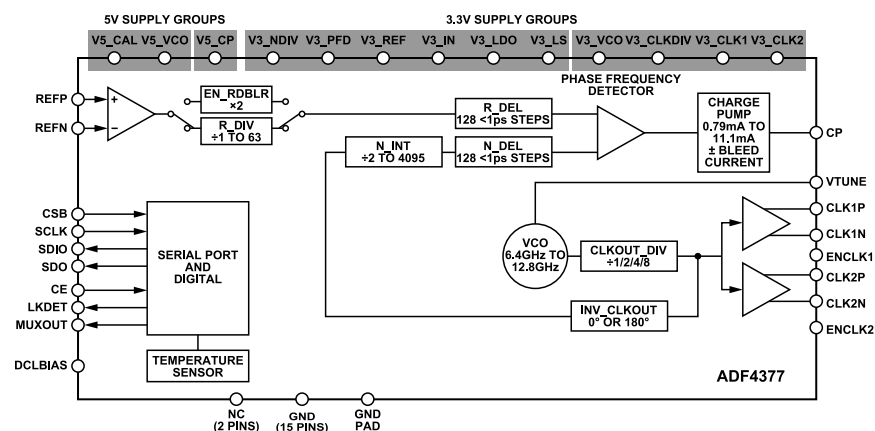 5V SUPPLY GROUPS
3.3V SUPPLY GROUPS
V5_CAL V5_VCO V5_CP V3_NDIV V3_PFD V3_REF V3_IN V3_LDO V3_LS V3_VCO V3_CLKDIV V3_CLK1 V3_CLK2
REFP
REFN
+
–
EN_RDBLR
×2
R_DIV
÷1 TO 63
R_DEL
128 <1ps STEPS
N_INT
÷2 TO 4095
N_DEL
128 <1ps STEPS
PHASE FREQUENCY
DETECTOR
CHARGE
PUMP
0.79mA TO
11.1mA
± BLEED
CURRENT
CP
VTUNE
CLK1P
CLK1N
ENCLK1
CLK2P
CLK2N
ENCLK2
CSB
SCLK
SDIO
SDO
CE
LKDET
MUXOUT
DCLBIAS
SERIAL PORT
AND
DIGITAL
TEMPERATURE
SENSOR
VCO
6.4GHz TO
12.8GHz
CLKOUT_DIV
÷1/2/4/8
INV_CLKOUT
0° OR 180°
ADF4377
NC
(2 PINS)
GND
(15 PINS)
GND
PAD